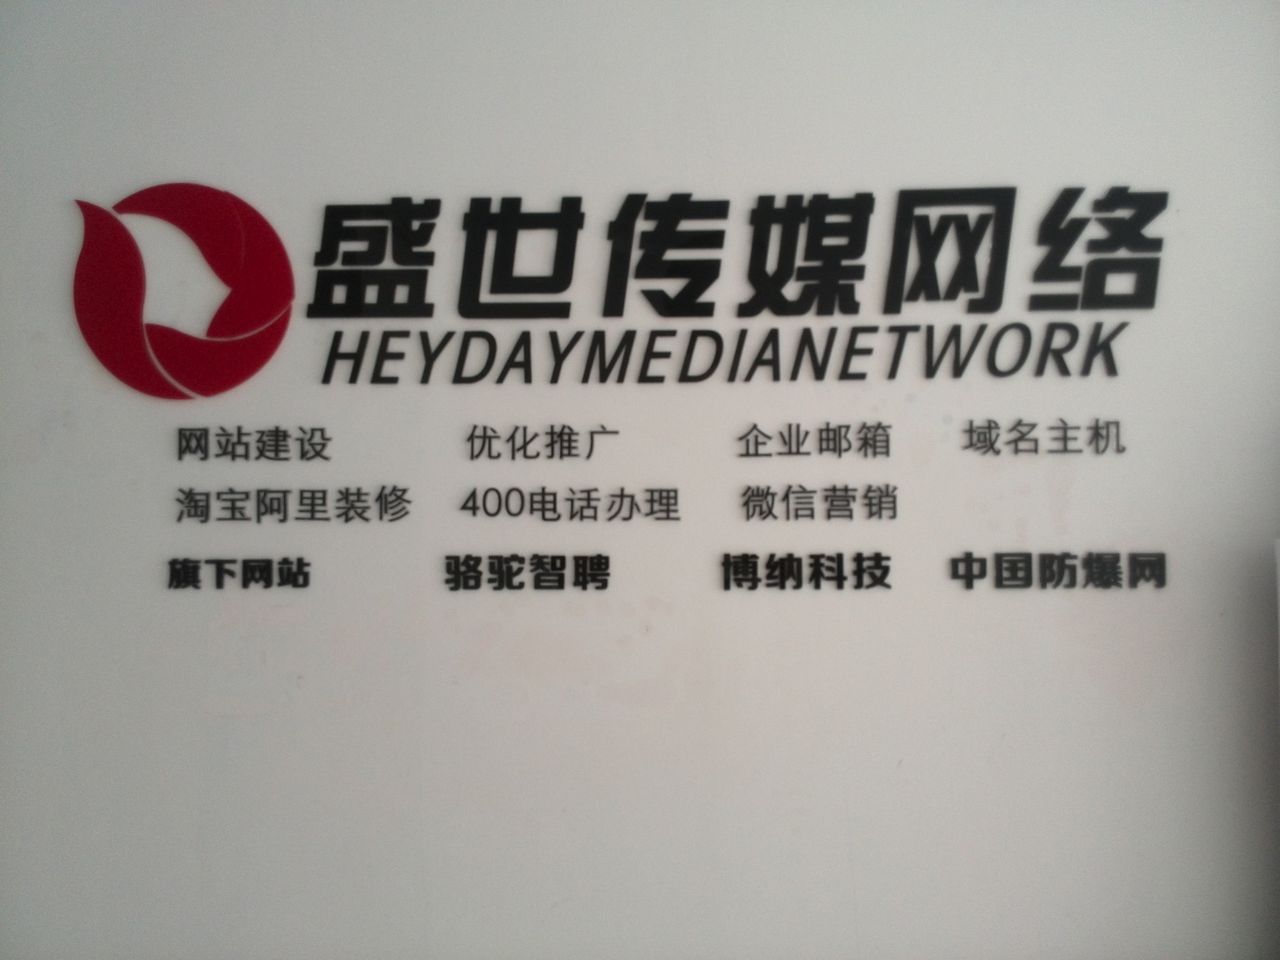 盛世传媒网络
HEYDAYMEDIANETWORK
网站建设 优化推广 企业邮箱 域名主机
淘宝阿里装修 400电话办理 微信营销
旗下网站 骆驼智聘 博纳科技 中国防爆网